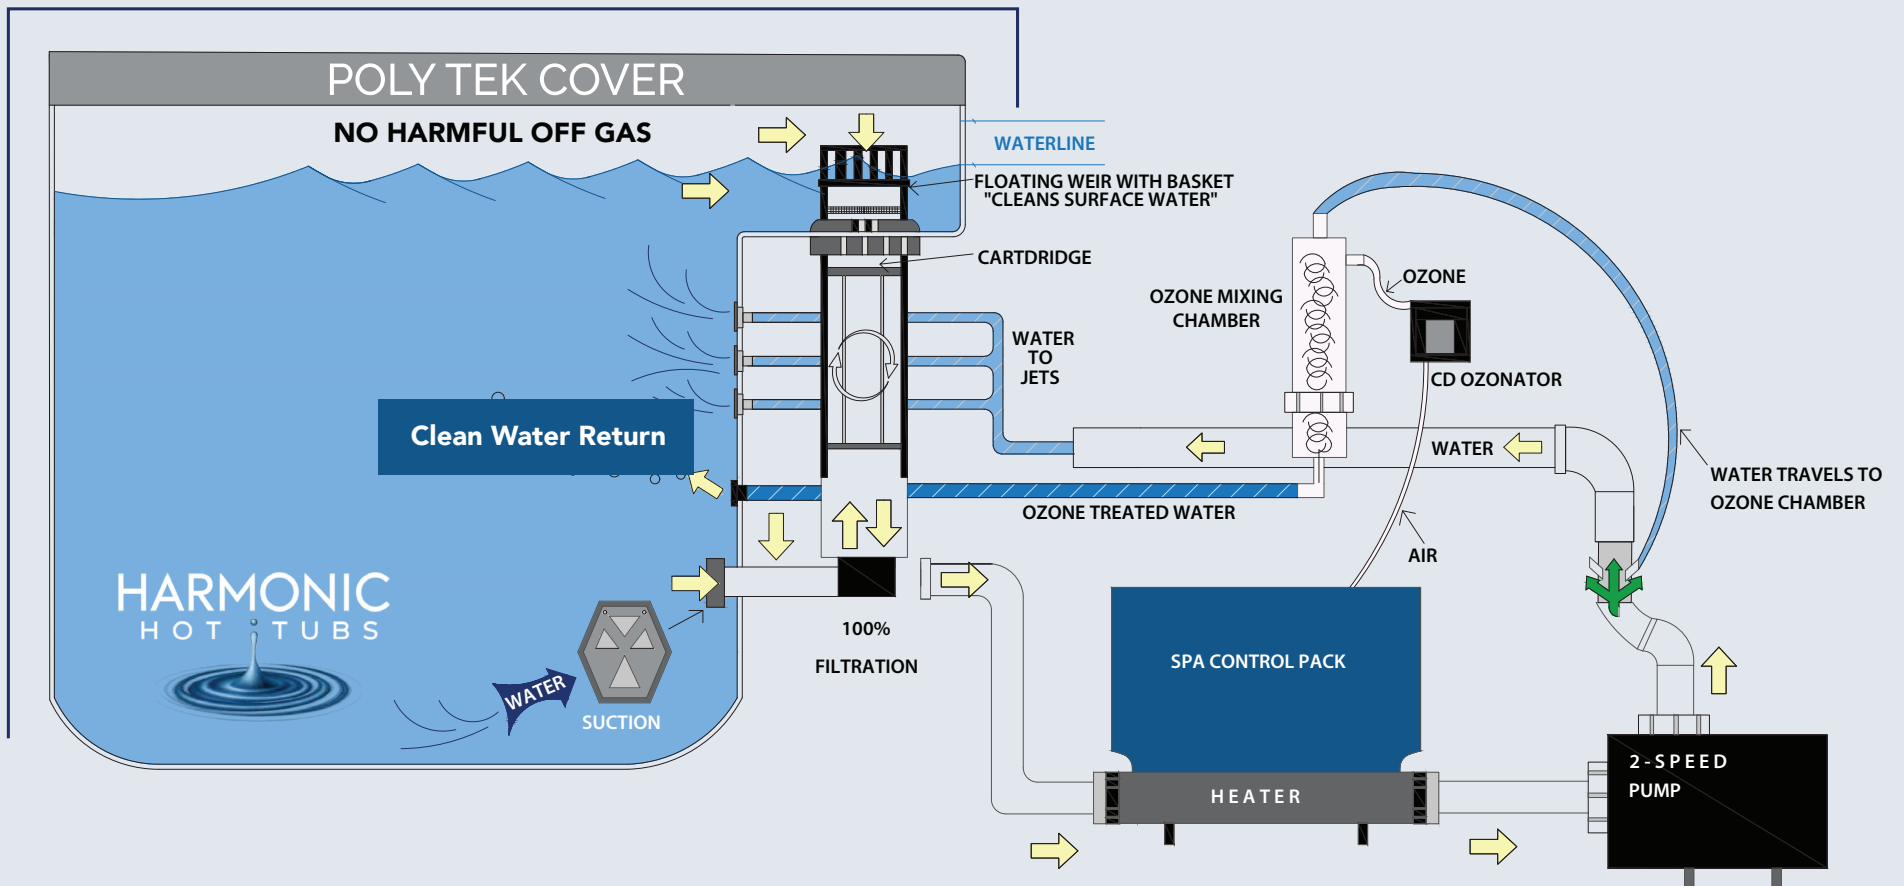 POLY TEK COVER
NO HARMFUL OFF GAS
WATERLINE
FLOATING WEIR WITH BASKET
"CLEANS SURFACE WATER"
CARTDRIDGE
OZONE MIXING
CHAMBER
OZONE
CD OZONATOR
WATER
TO
JETS
Clean Water Return
WATER
WATER TRAVELS TO
OZONE CHAMBER
OZONE TREATED WATER
AIR
HARMONIC
HOT TUBS
100%
FILTRATION
SPA CONTROL PACK
WATER
SUCTION
HEATER
2-SPEED
PUMP